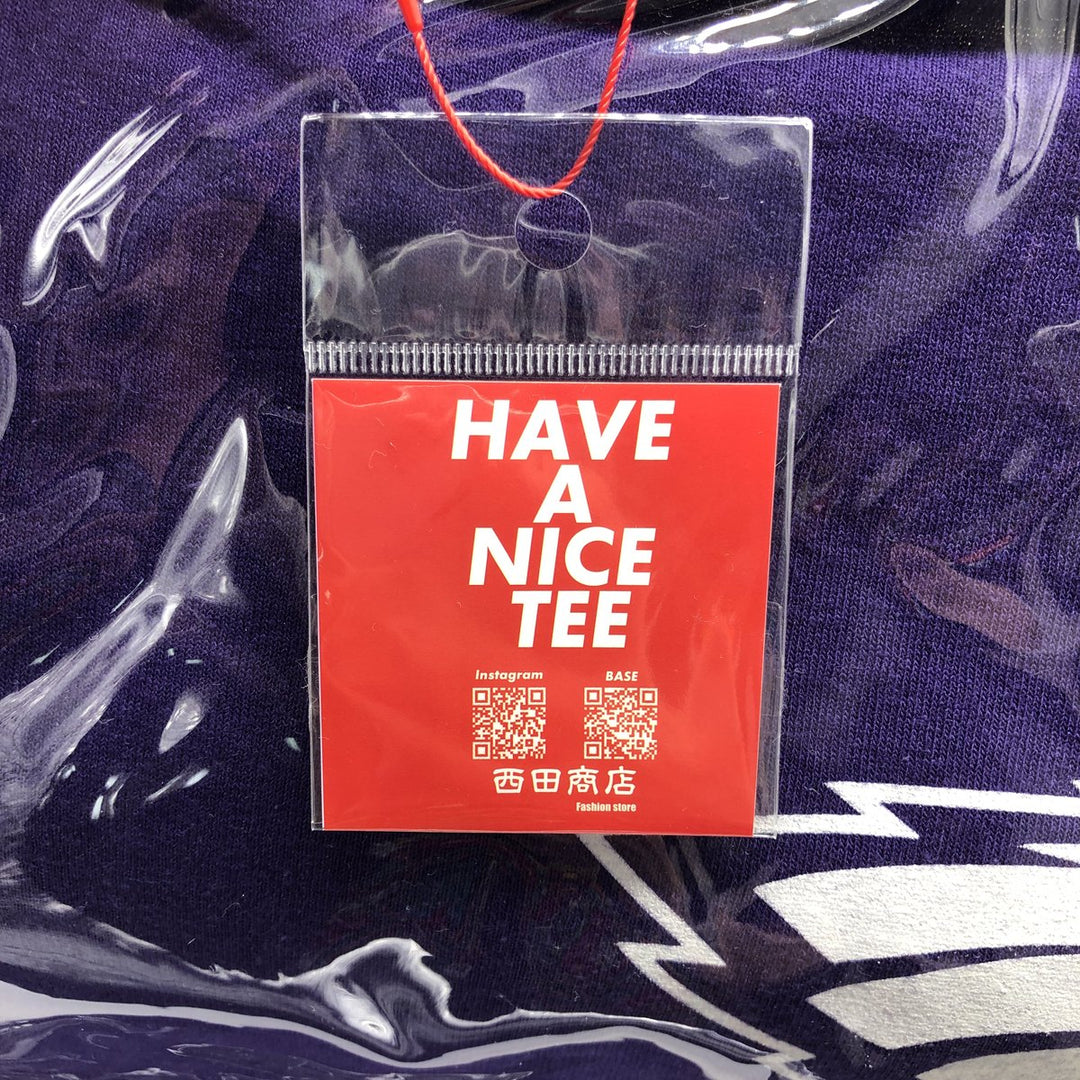 HAVE
A
NICE
TEE
Instagram BASE
西田商店
Fashion store